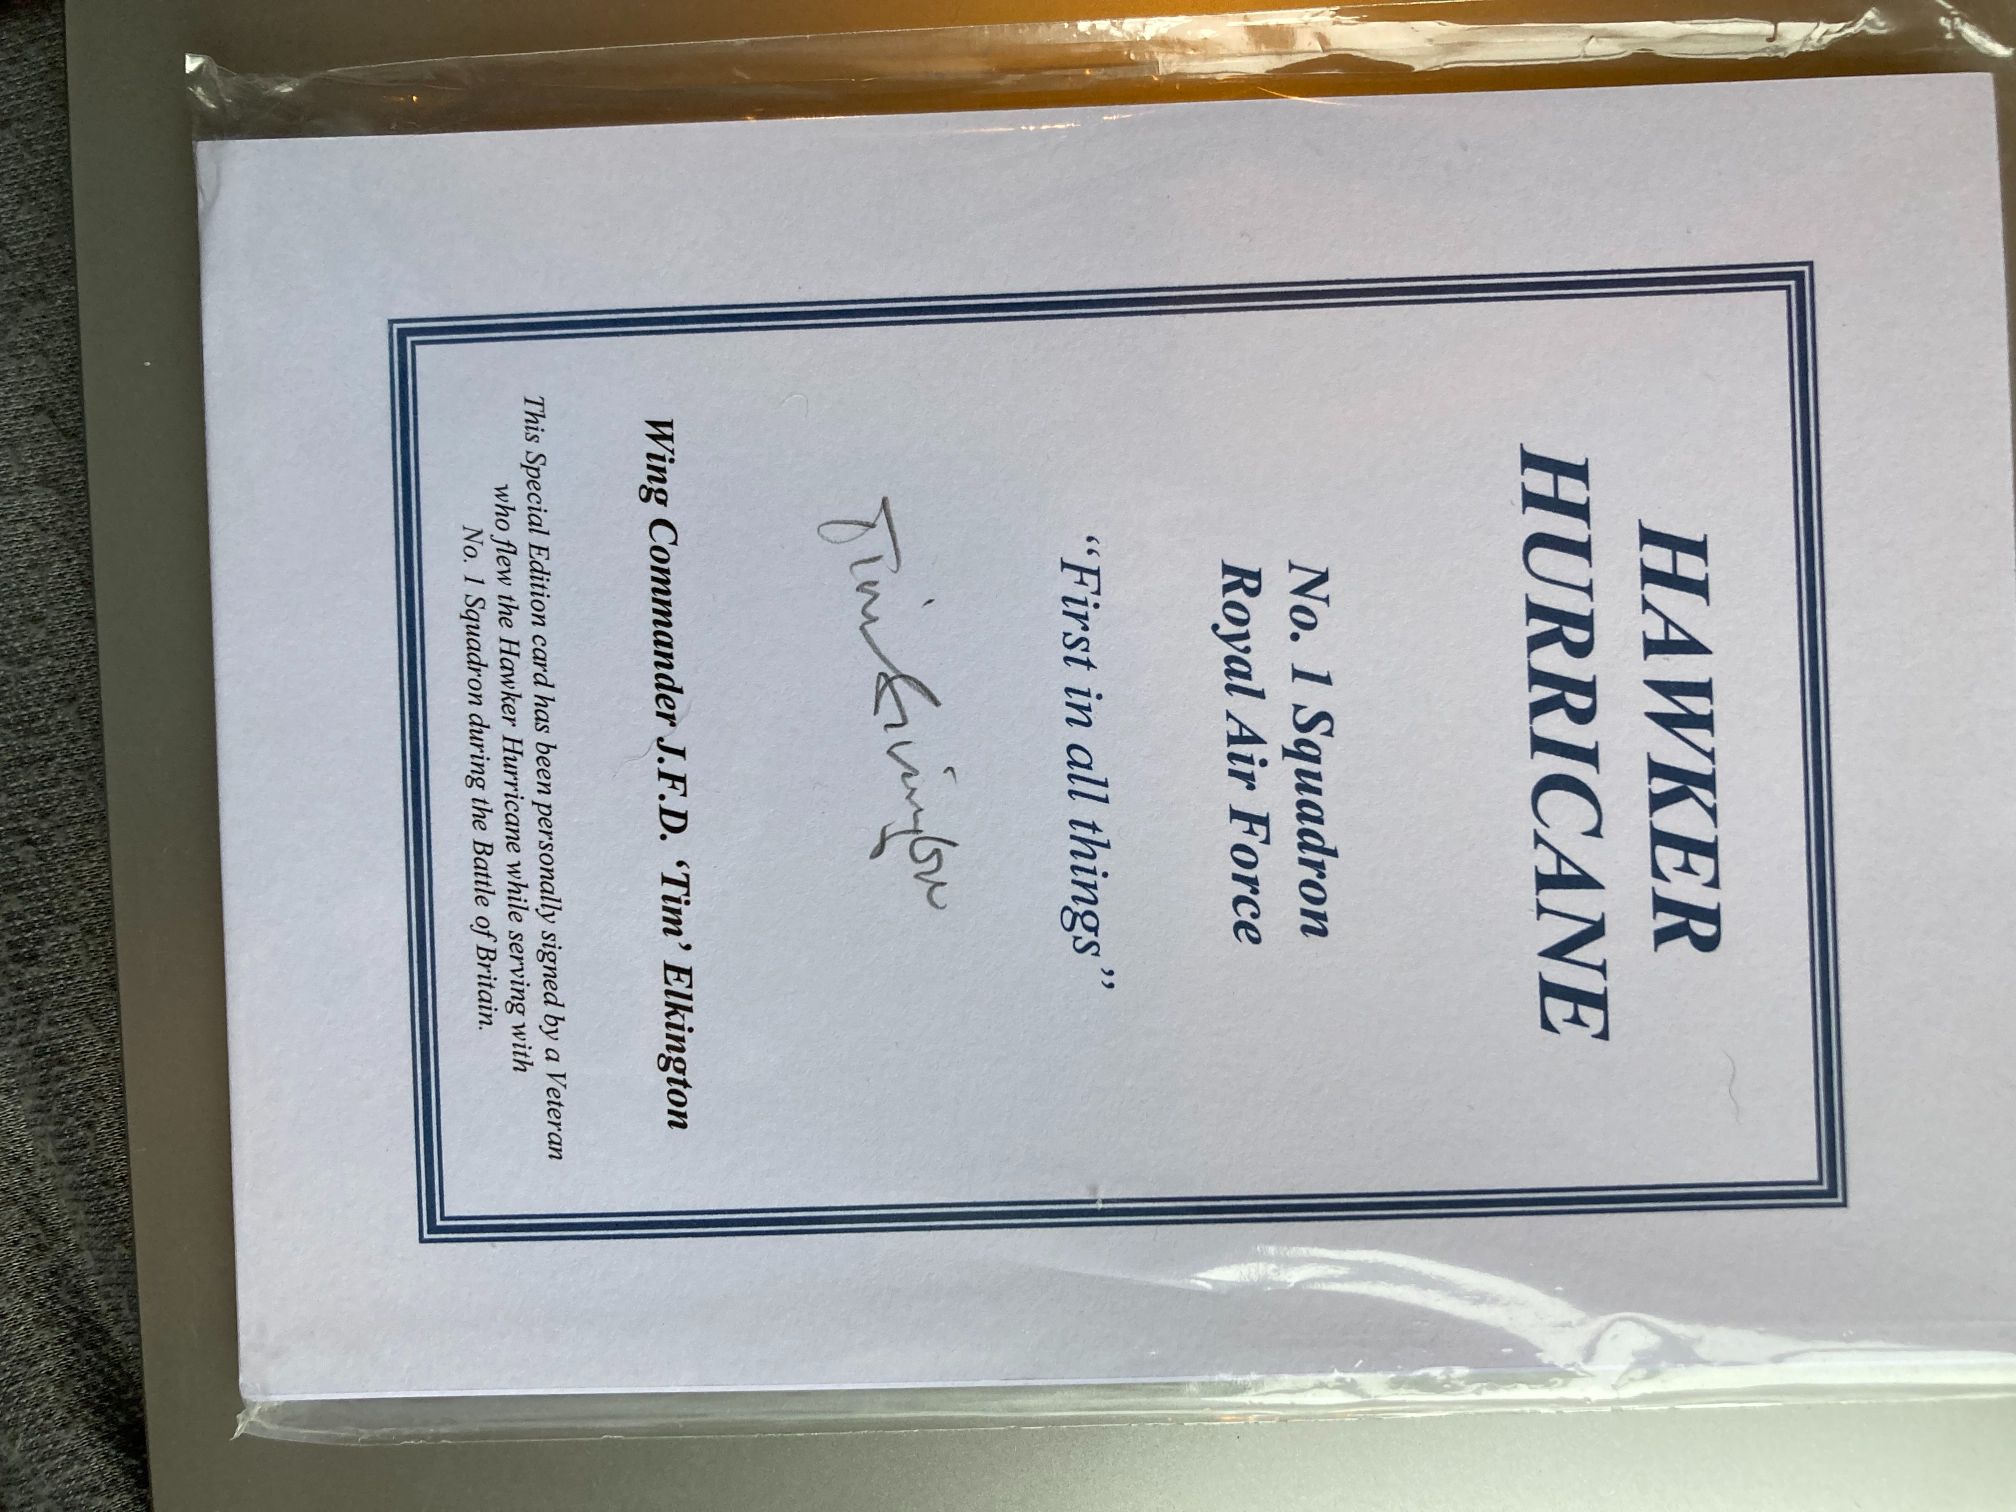 HAWKER
HURRICANE
No. 1 Squadron
Royal Air Force
“First in all things”
Tim Elkington
Wing Commander J.F.D. ‘Tim’ Elkington
This Special Edition card has been personally signed by a Veteran
who flew the Hawker Hurricane while serving with
No. 1 Squadron during the Battle of Britain.